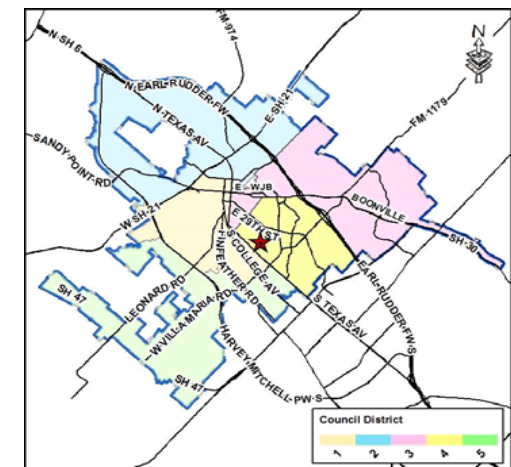 N SH 6
FM-974
N
N EARL-RUDDER-FW
E-SH-21
N-TEXAS-AV
FM-1179
SANDY-POINT-RD
E -WJB
BOONVILLE
E 29TH ST
W-SH-21
SH-30
S COLLEGE-AV
FINFEATHER-RD
EARL-RUDDER-FW-S
SH 47
LEONARD RD
S TEXAS-AV
W-VILLA MARIA-RD
HARVEY-MITCHELL-PW-S
SH 47
Council District
1 2 3 4 5